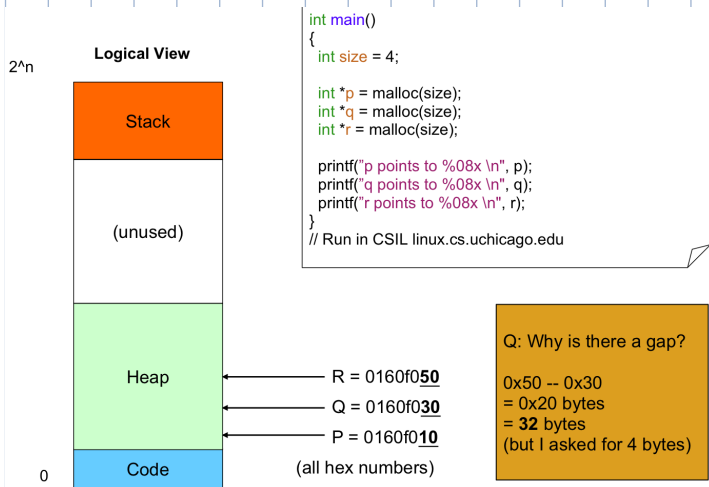 Logical View
2^n
Stack
(unused)
Heap
Code
0
R = 0160f050
Q = 0160f030
P = 0160f010
(all hex numbers)
int main()
{
int size = 4;
int *p = malloc(size);
int *q = malloc(size);
int *r = malloc(size);
printf("p points to %08x \n", p);
printf("q points to %08x \n", q);
printf("r points to %08x \n", r);
}
// Run in CSIL linux.cs.uchicago.edu
Q: Why is there a gap?
0x50 -- 0x30
= 0x20 bytes
= 32 bytes
(but I asked for 4 bytes)